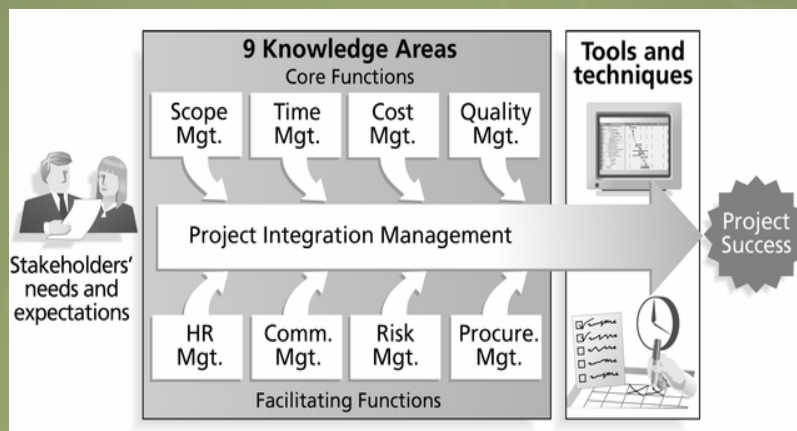 9 Knowledge Areas
Core Functions
Scope
Mgt.
Time
Mgt.
Cost
Mgt.
Quality
Mgt.
Tools and
techniques
Stakeholders'
needs and
expectations
Project Integration Management
Project
Success
HR
Mgt.
Comm.
Mgt.
Risk
Mgt.
Procure.
Mgt.
Facilitating Functions